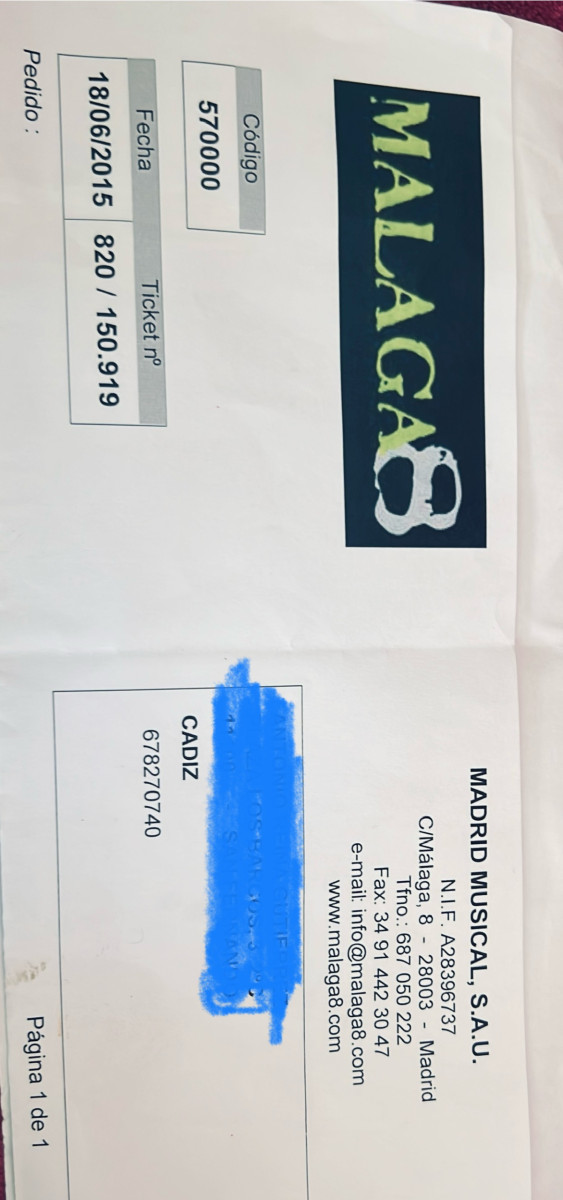 MALAGA8
MADRID MUSICAL, S.A.U.
N.I.F. A28396737
C/Málaga, 8 - 28003 - Madrid
Tfno.: 687 050 222
Fax: 34 91 442 30 47
e-mail: info@malaga8.com
www.malaga8.com
Código
570000
CADIZ
678270740
Fecha Ticket nº
18/06/2015 820 / 150.919
Pedido :
Página 1 de 1